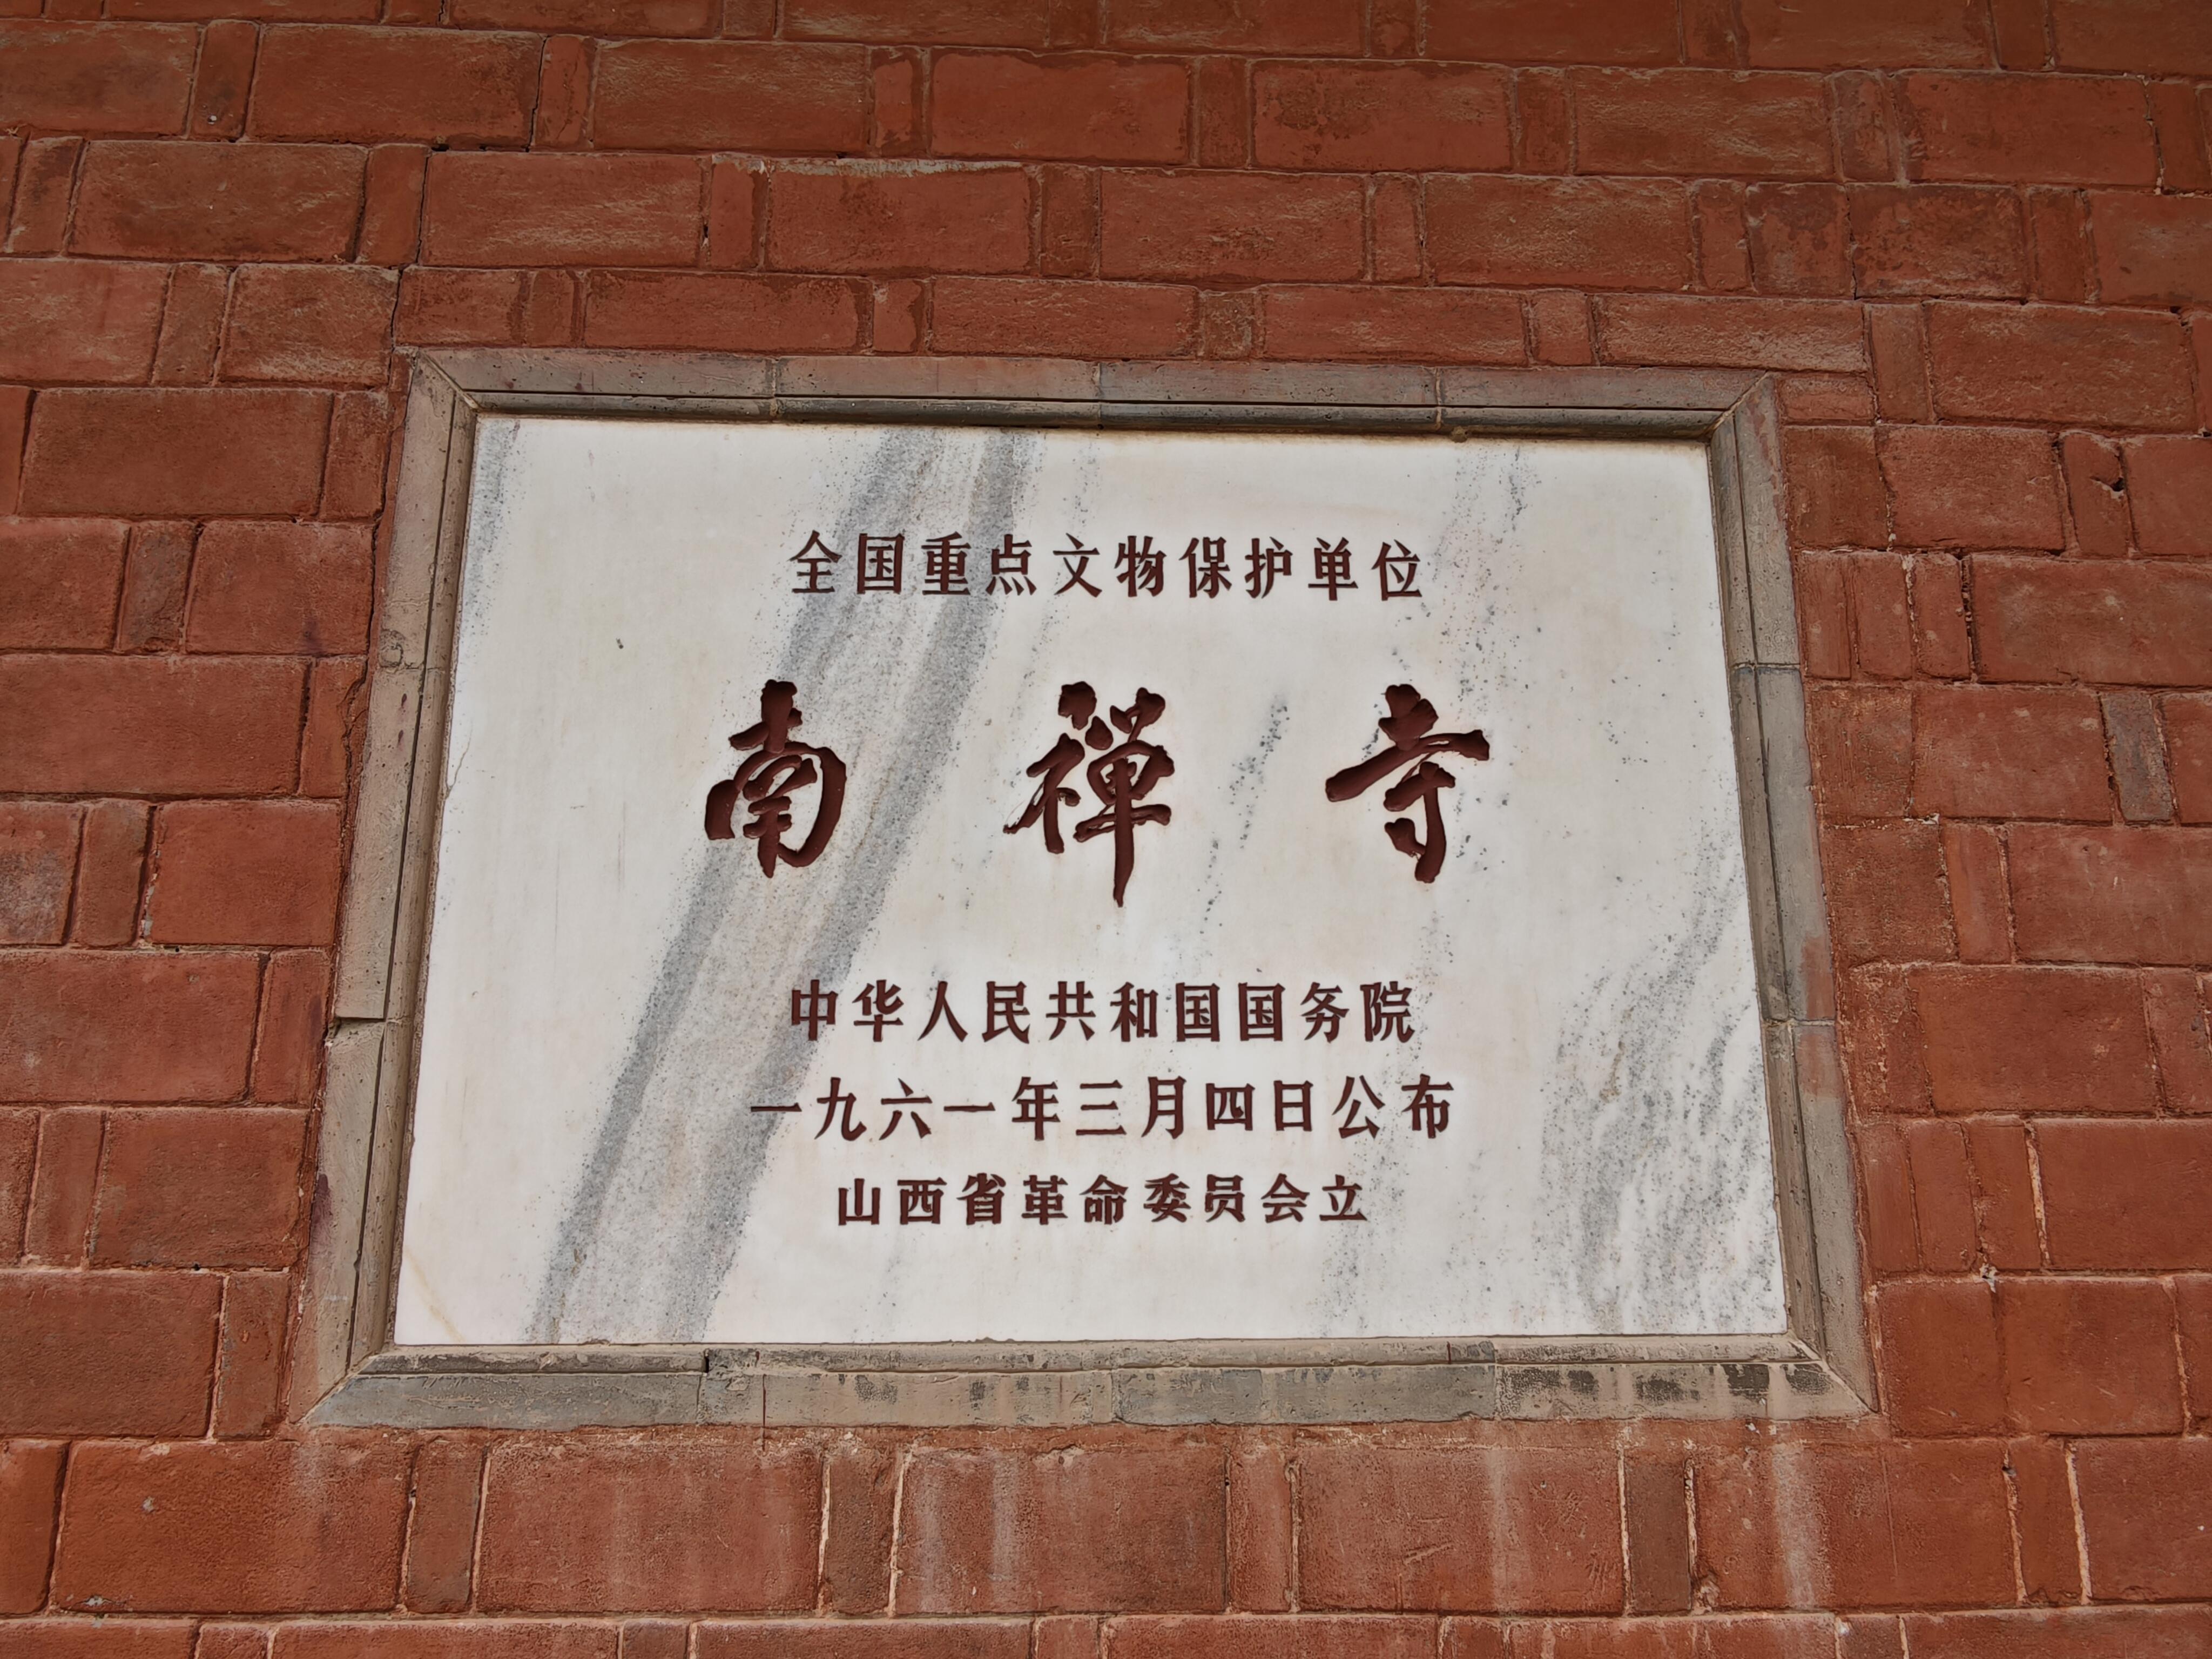 全国重点文物保护单位
南禅寺
中华人民共和国国务院
一九六一年三月四日公布
山西省革命委员会立